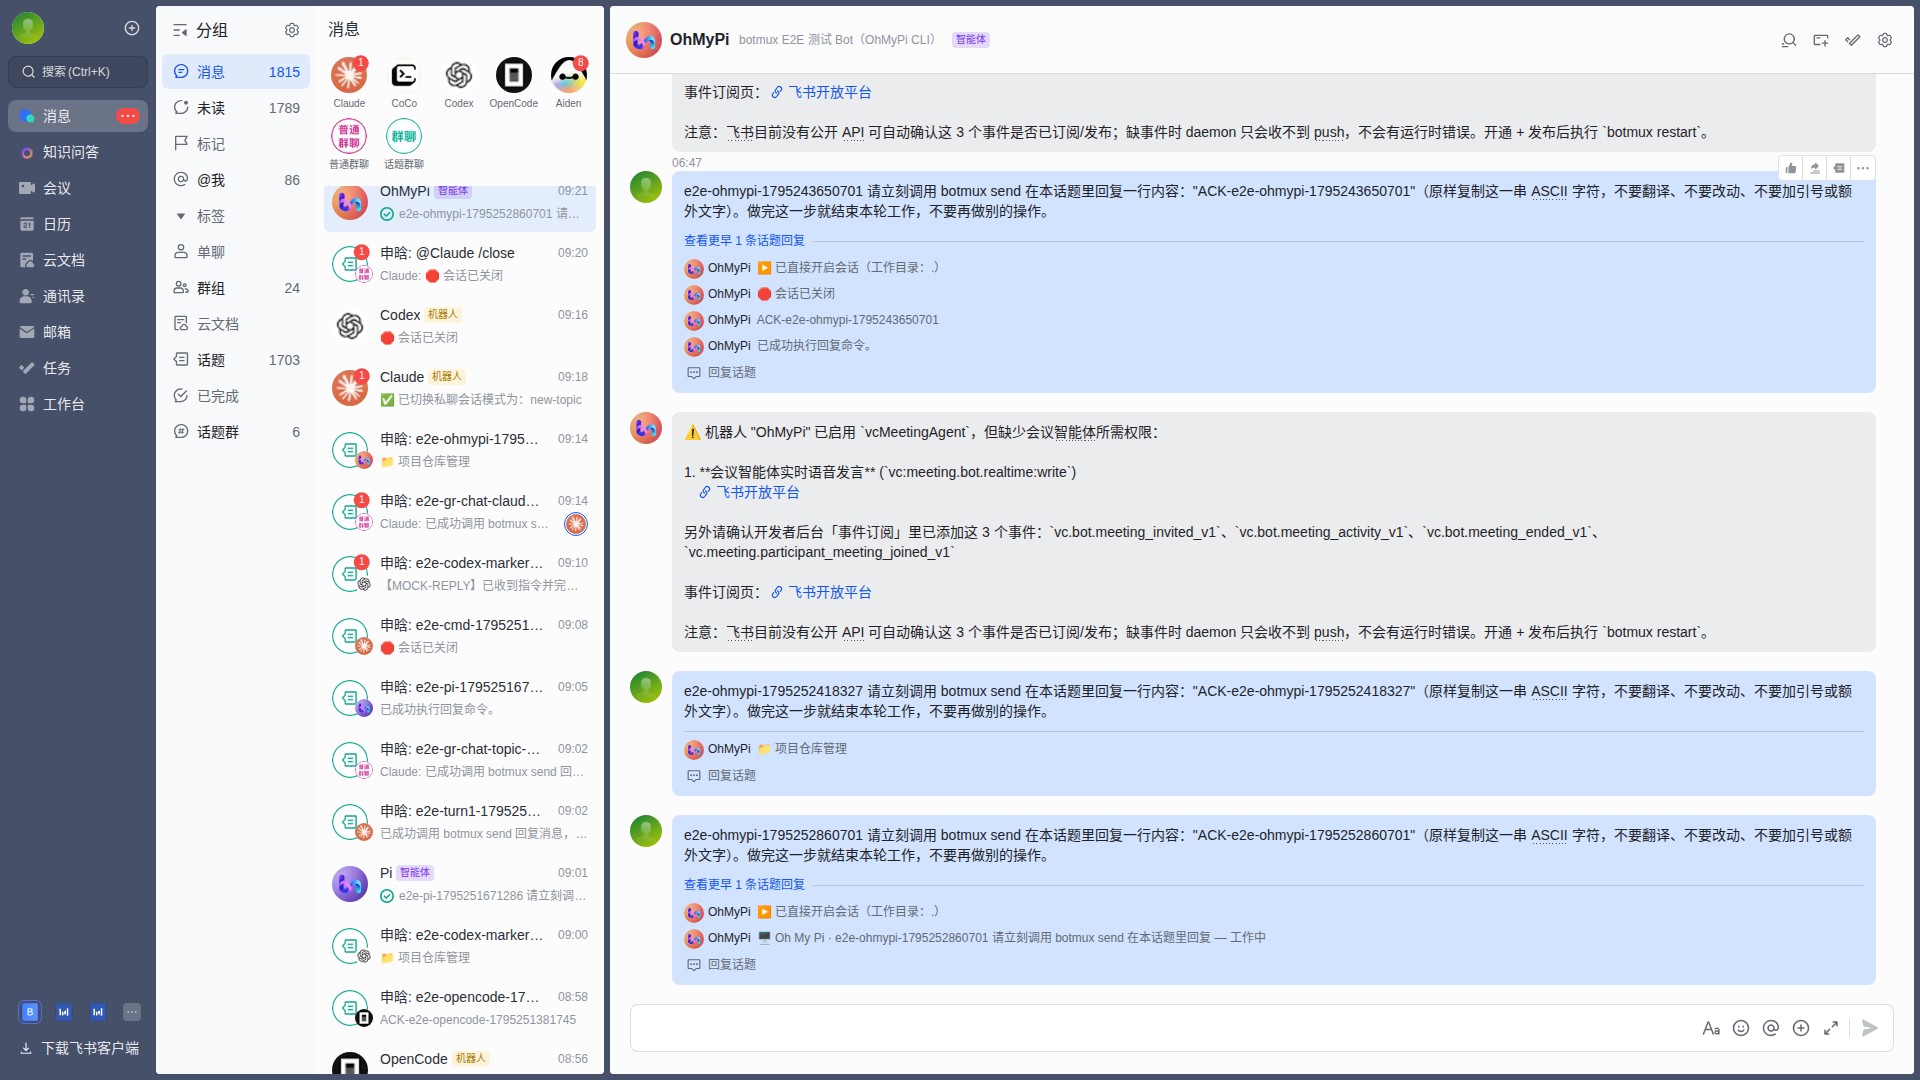 搜索 (Ctrl+K)
消息
知识问答
会议
日历
云文档
通讯录
邮箱
任务
工作台
下载飞书客户端
分组
消息 1815
未读 1789
标记
@我 86
标签
单聊
群组 24
云文档
话题 1703
已完成
话题群 6
消息
1
8
Claude CoCo Codex OpenCode Aiden
普通群聊 群聊
普通群聊 话题群聊
OhMyPi 智能体 09:21
e2e-ohmypi-1795252860701 请…
申晗: @Claude /close 09:20
Claude: 会话已关闭
Codex 机器人 09:16
会话已关闭
Claude 机器人 09:18
已切换私聊会话模式为：new-topic
申晗: e2e-ohmypi-1795… 09:14
项目仓库管理
申晗: e2e-gr-chat-claud… 09:14
Claude: 已成功调用 botmux s…
申晗: e2e-codex-marker… 09:10
【MOCK-REPLY】已收到指令并完…
申晗: e2e-cmd-1795251… 09:08
会话已关闭
申晗: e2e-pi-179525167… 09:05
已成功执行回复命令。
申晗: e2e-gr-chat-topic-… 09:02
Claude: 已成功调用 botmux send 回…
申晗: e2e-turn1-179525… 09:02
已成功调用 botmux send 回复消息，…
Pi 智能体 09:01
e2e-pi-1795251671286 请立刻调…
申晗: e2e-codex-marker… 09:00
项目仓库管理
申晗: e2e-opencode-17… 08:58
ACK-e2e-opencode-1795251381745
OpenCode 机器人 08:56
OhMyPi botmux E2E 测试 Bot（OhMyPi CLI） 智能体
事件订阅页： 飞书开放平台
注意：飞书目前没有公开 API 可自动确认这 3 个事件是否已订阅/发布；缺事件时 daemon 只会收不到 push，不会有运行时错误。开通 + 发布后执行 `botmux restart`。
06:47
e2e-ohmypi-1795243650701 请立刻调用 botmux send 在本话题里回复一行内容："ACK-e2e-ohmypi-1795243650701"（原样复制这一串 ASCII 字符，不要翻译、不要改动、不要加引号或额
外文字）。做完这一步就结束本轮工作，不要再做别的操作。
查看更早 1 条话题回复
OhMyPi 已直接开启会话（工作目录：.）
OhMyPi 会话已关闭
OhMyPi ACK-e2e-ohmypi-1795243650701
OhMyPi 已成功执行回复命令。
回复话题
机器人 "OhMyPi" 已启用 `vcMeetingAgent`，但缺少会议智能体所需权限：
1. **会议智能体实时语音发言** (`vc:meeting.bot.realtime:write`)
飞书开放平台
另外请确认开发者后台「事件订阅」里已添加这 3 个事件：`vc.bot.meeting_invited_v1`、`vc.bot.meeting_activity_v1`、`vc.bot.meeting_ended_v1`、
`vc.meeting.participant_meeting_joined_v1`
事件订阅页： 飞书开放平台
注意：飞书目前没有公开 API 可自动确认这 3 个事件是否已订阅/发布；缺事件时 daemon 只会收不到 push，不会有运行时错误。开通 + 发布后执行 `botmux restart`。
e2e-ohmypi-1795252418327 请立刻调用 botmux send 在本话题里回复一行内容："ACK-e2e-ohmypi-1795252418327"（原样复制这一串 ASCII 字符，不要翻译、不要改动、不要加引号或额
外文字）。做完这一步就结束本轮工作，不要再做别的操作。
OhMyPi 项目仓库管理
回复话题
e2e-ohmypi-1795252860701 请立刻调用 botmux send 在本话题里回复一行内容："ACK-e2e-ohmypi-1795252860701"（原样复制这一串 ASCII 字符，不要翻译、不要改动、不要加引号或额
外文字）。做完这一步就结束本轮工作，不要再做别的操作。
查看更早 1 条话题回复
OhMyPi 已直接开启会话（工作目录：.）
OhMyPi Oh My Pi · e2e-ohmypi-1795252860701 请立刻调用 botmux send 在本话题里回复 — 工作中
回复话题